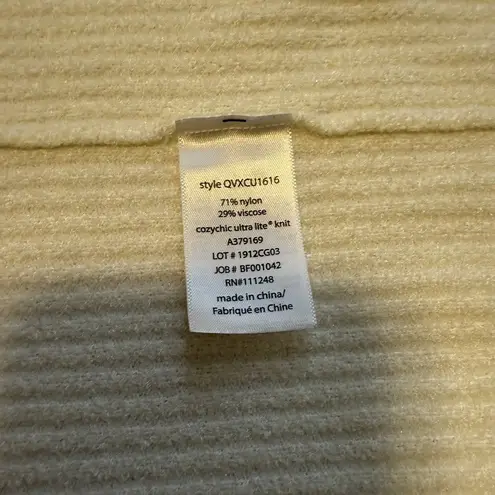 style QVXCU1616
71% nylon
29% viscose
cozychic ultra lite® knit
A379169
LOT # 1912CG03
JOB # BF001042
RN#111248
made in china/
Fabriqué en Chine